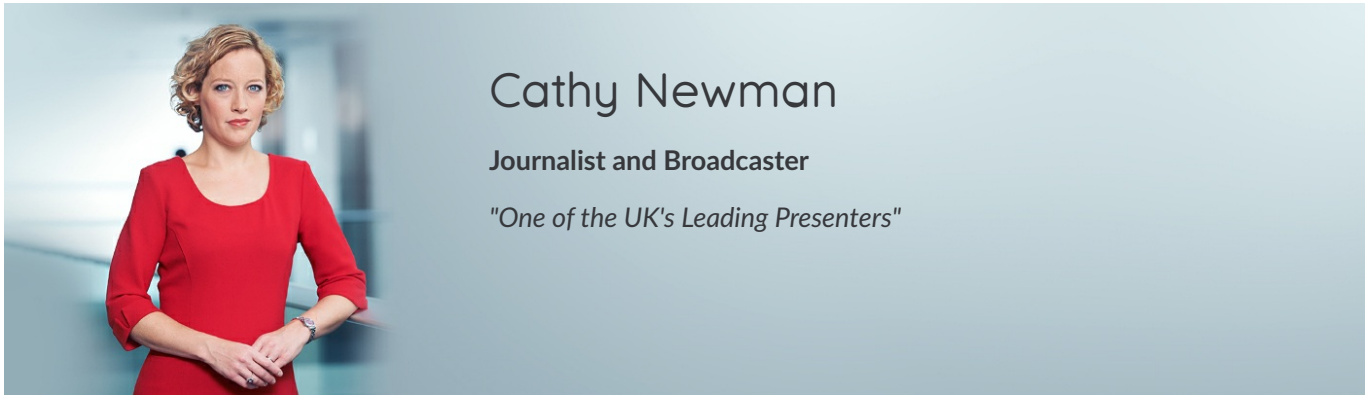 Cathy Newman
Journalist and Broadcaster
"One of the UK's Leading Presenters"